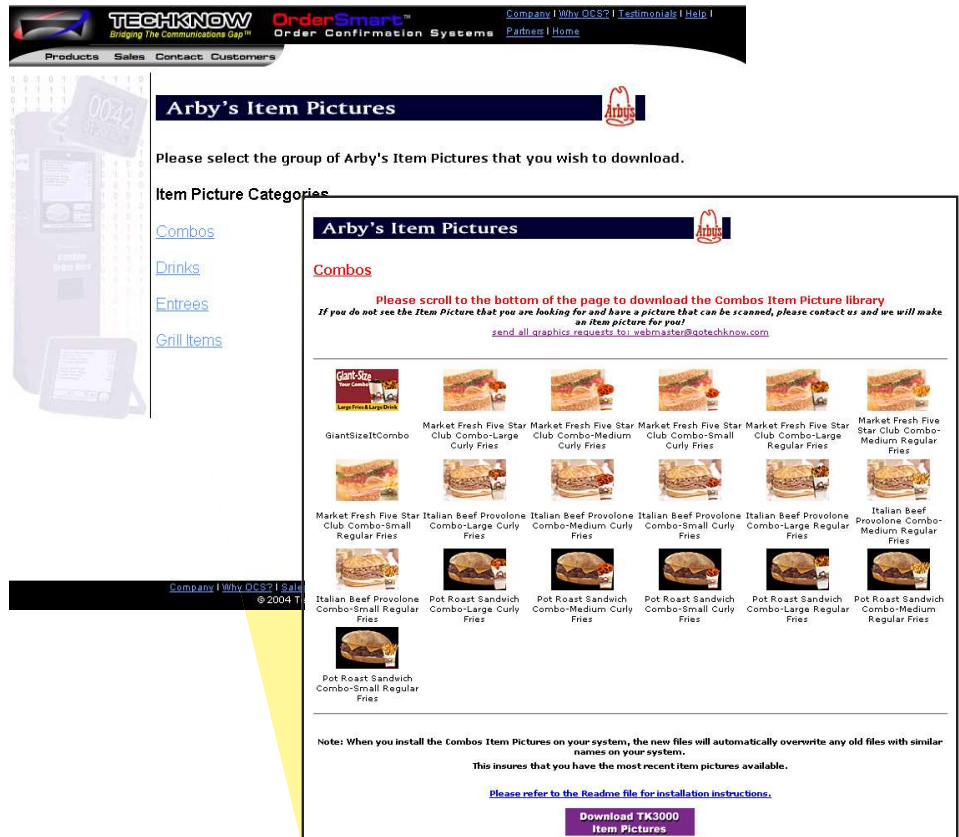 TECHKNOW
Bridging The Communications Gap™
OrderSmart™
Order Confirmation Systems
Company I Why OCS? I Testimonials I Help I
Partners I Home
Products Sales Contact Customers
Arby's Item Pictures
Arby's
Please select the group of Arby's Item Pictures that you wish to download.
Item Picture Categories
Combos
Drinks
Entrees
Grill Items
Company I Why OCS? I Sale
© 2004 T
Arby's Item Pictures
Arby's
Combos
Please scroll to the bottom of the page to download the Combos Item Picture library
If you do not see the Item Picture that you are looking for and have a picture that can be scanned, please contact us and we will make
an item picture for you!
send all graphics requests to: webmaster@gotechknow.com
Giant-Size
Your Combo
Large Fries & Large Drink
GiantSizeItCombo
Market Fresh Five Star
Club Combo-Large
Curly Fries
Market Fresh Five Star
Club Combo-Medium
Curly Fries
Market Fresh Five Star
Club Combo-Small
Curly Fries
Market Fresh Five Star
Club Combo-Large
Regular Fries
Market Fresh Five
Star Club Combo-
Medium Regular
Fries
Market Fresh Five Star
Club Combo-Small
Regular Fries
Italian Beef Provolone
Combo-Large Curly
Fries
Italian Beef Provolone
Combo-Medium Curly
Fries
Italian Beef Provolone
Combo-Small Curly
Fries
Italian Beef Provolone
Combo-Large Regular
Fries
Italian Beef
Provolone Combo-
Medium Regular
Fries
Italian Beef Provolone
Combo-Small Regular
Fries
Pot Roast Sandwich
Combo-Large Curly
Fries
Pot Roast Sandwich
Combo-Medium Curly
Fries
Pot Roast Sandwich
Combo-Small Curly
Fries
Pot Roast Sandwich
Combo-Large Regular
Fries
Pot Roast Sandwich
Combo-Medium
Regular Fries
Pot Roast Sandwich
Combo-Small Regular
Fries
Note: When you install the Combos Item Pictures on your system, the new files will automatically overwrite any old files with similar
names on your system.
This insures that you have the most recent item pictures available.
Please refer to the Readme file for installation instructions.
Download TK3000
Item Pictures